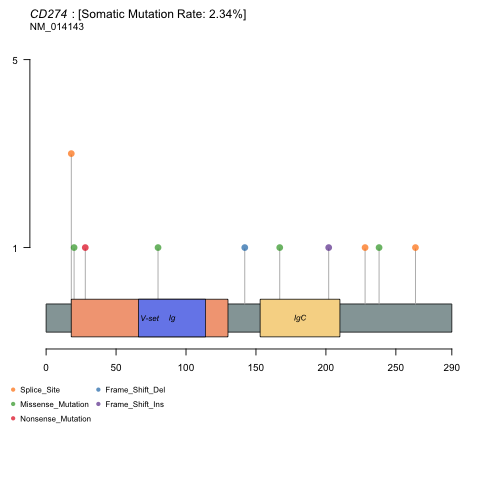 CD274 : [Somatic Mutation Rate: 2.34%]
NM_014143
5
1
V-set Ig IgC
0 50 100 150 200 250 290
Splice_Site Frame_Shift_Del
Missense_Mutation Frame_Shift_Ins
Nonsense_Mutation